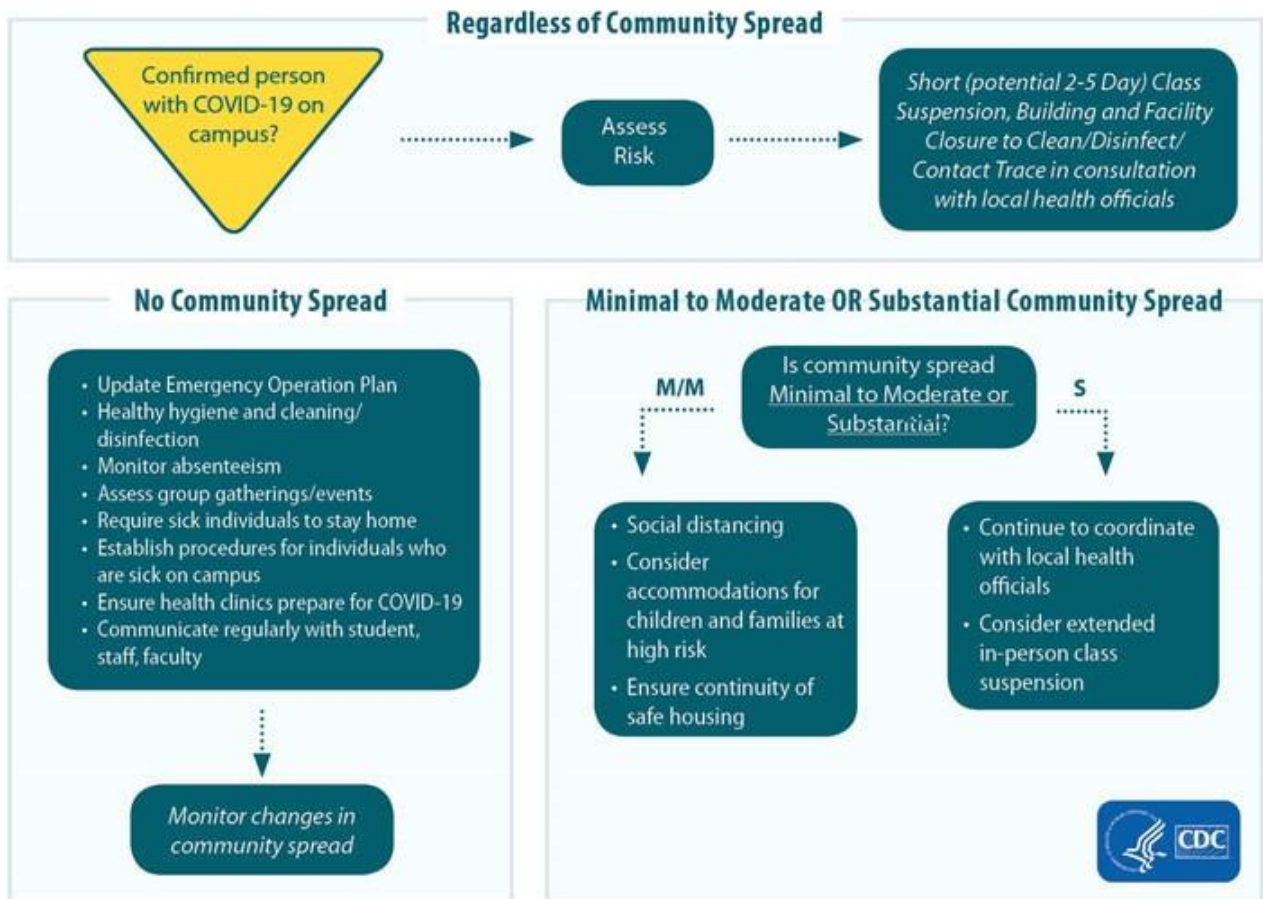 Regardless of Community Spread
Confirmed person
with COVID-19 on
campus?
Assess
Risk
Short (potential 2-5 Day) Class
Suspension, Building and Facility
Closure to Clean/Disinfect/
Contact Trace in consultation
with local health officials
No Community Spread
• Update Emergency Operation Plan
• Healthy hygiene and cleaning/
disinfection
• Monitor absenteeism
• Assess group gatherings/events
• Require sick individuals to stay home
• Establish procedures for individuals who
are sick on campus
• Ensure health clinics prepare for COVID-19
• Communicate regularly with student,
staff, faculty
Monitor changes in
community spread
Minimal to Moderate OR Substantial Community Spread
Is community spread
Minimal to Moderate or
Substantial?
M/M
S
• Social distancing
• Consider
accommodations for
children and families at
high risk
• Ensure continuity of
safe housing
• Continue to coordinate
with local health
officials
• Consider extended
in-person class
suspension
CDC